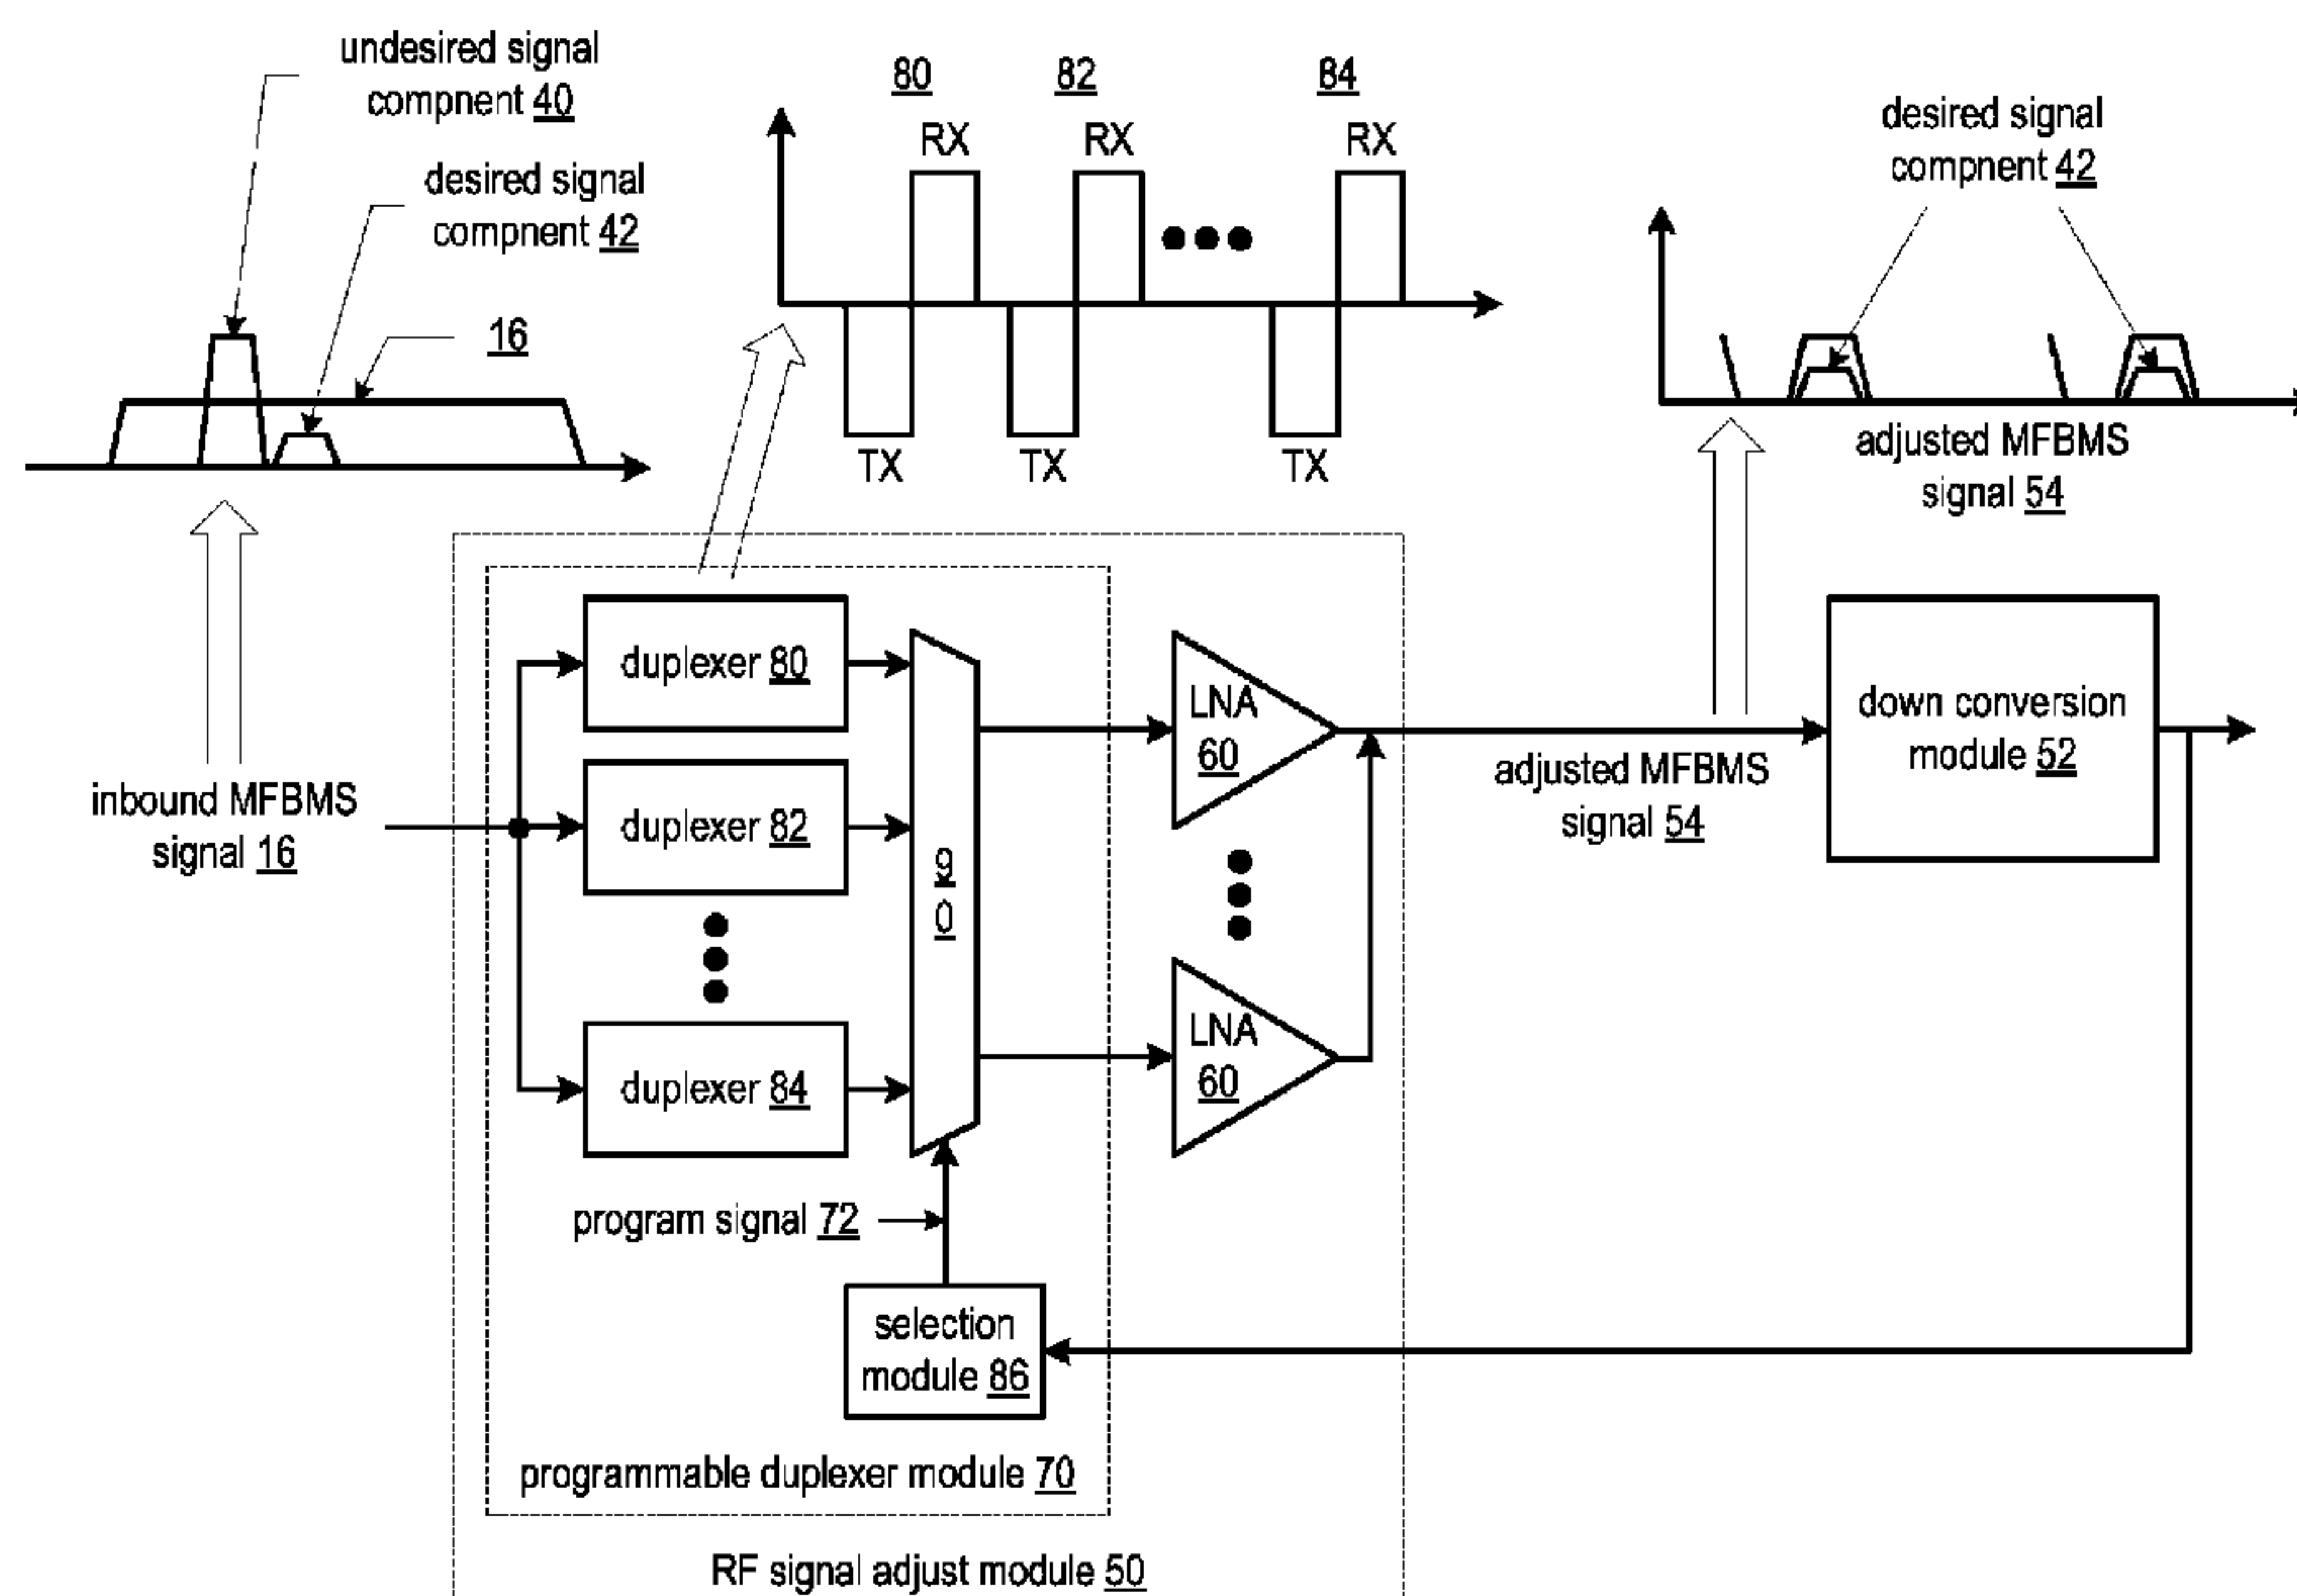 undesired signal
compnent 40
desired signal
compnent 42
16
80
82
84
RX
RX
RX
TX
TX
TX
desired signal
compnent 42
adjusted MFBMS
signal 54
inbound MFBMS
signal 16
duplexer 80
duplexer 82
duplexer 84
90
LNA
60
LNA
60
adjusted MFBMS
signal 54
down conversion
module 52
program signal 72
selection
module 86
programmable duplexer module 70
RF signal adjust module 50